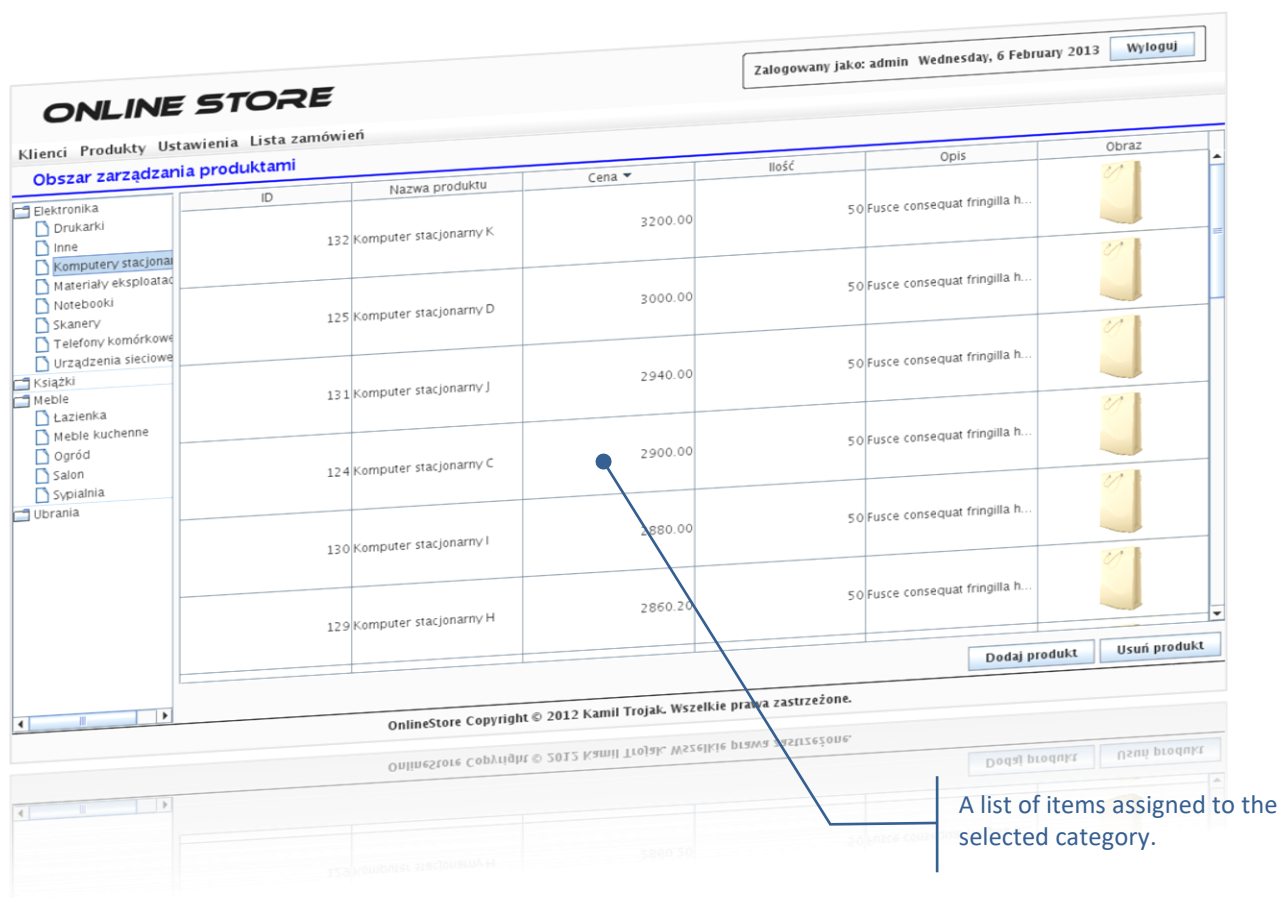 Zalogowany jako: admin Wednesday, 6 February 2013 Wyloguj
ONLINE STORE
Klienci Produkty Ustawienia Lista zamówień
Obszar zarządzania produktami
ID Nazwa produktu Cena Ilość Opis Obraz
Elektronika
Drukarki
Inne
Komputery stacjonar
Materiały eksploatac
Notebooki
Skanery
Telefony komórkowe
Urządzenia sieciowe
Książki
Meble
Łazienka
Meble kuchenne
Ogród
Salon
Sypialnia
Ubrania
132 Komputer stacjonarny K 3200.00 50 Fusce consequat fringilla h...
125 Komputer stacjonarny D 3000.00 50 Fusce consequat fringilla h...
131 Komputer stacjonarny J 2940.00 50 Fusce consequat fringilla h...
124 Komputer stacjonarny C 2900.00 50 Fusce consequat fringilla h...
130 Komputer stacjonarny I 2880.00 50 Fusce consequat fringilla h...
129 Komputer stacjonarny H 2860.20 50 Fusce consequat fringilla h...
Dodaj produkt Usuń produkt
OnlineStore Copyright © 2012 Kamil Trojak. Wszelkie prawa zastrzeżone.
A list of items assigned to the
selected category.